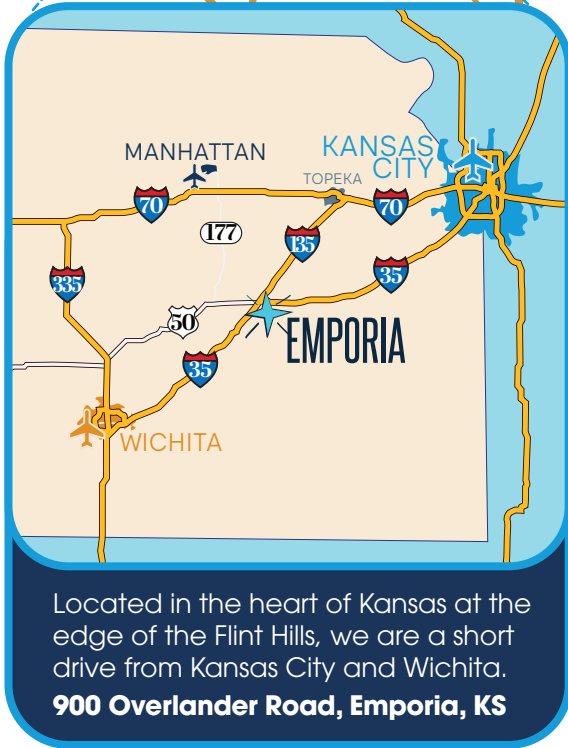 MANHATTAN
KANSAS
CITY
TOPEKA
70
70
177
135
335
35
50
EMPORIA
35
WICHITA
Located in the heart of Kansas at the
edge of the Flint Hills, we are a short
drive from Kansas City and Wichita.
900 Overlander Road, Emporia, KS